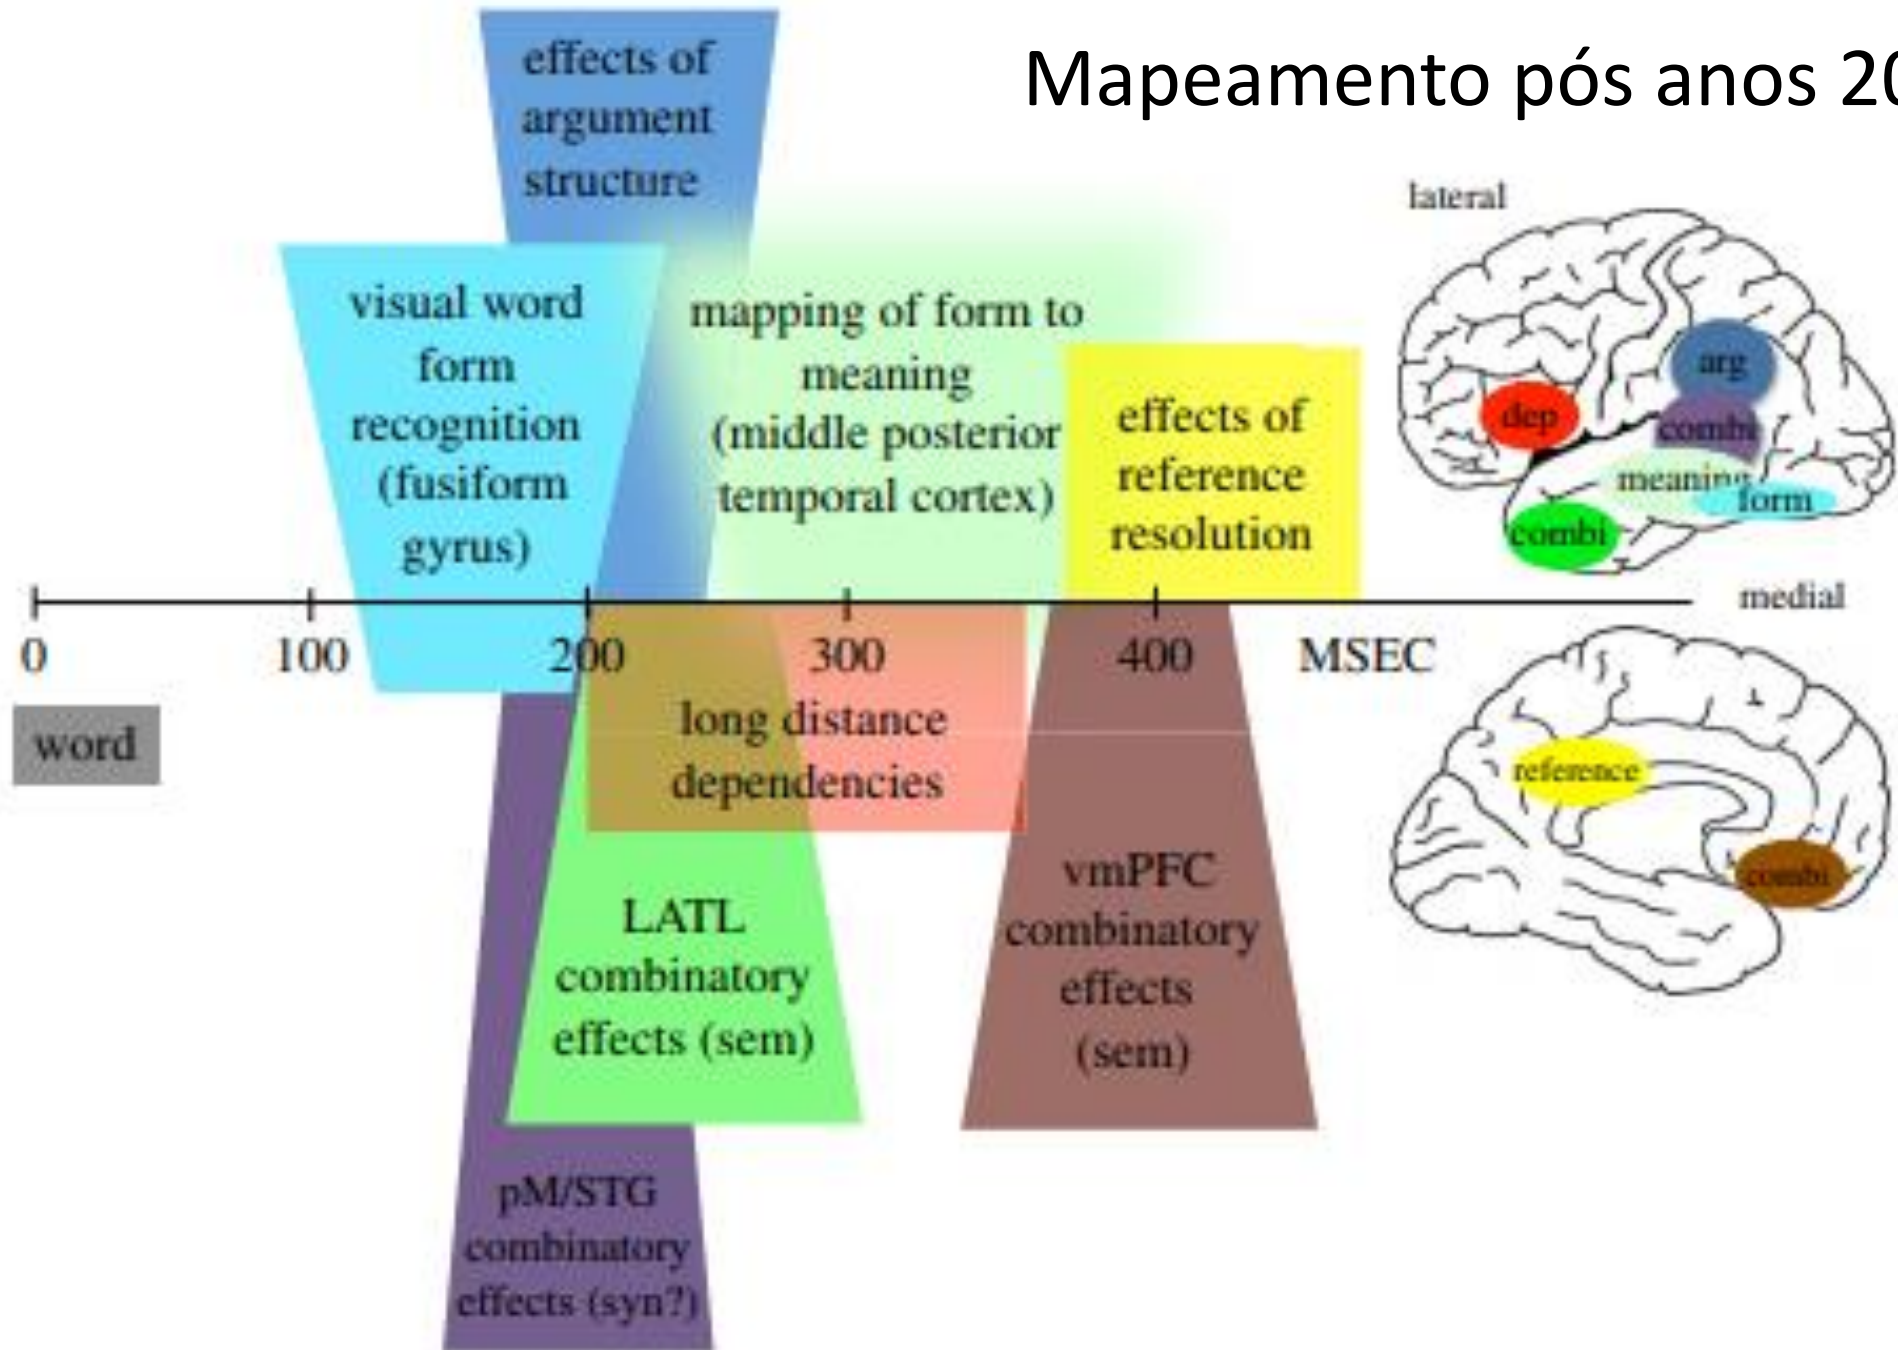 Mapeamento pós anos 20
effects of
argument
structure
visual word
form
recognition
(fusiform
gyrus)
mapping of form to
meaning
(middle posterior
temporal cortex)
effects of
reference
resolution
lateral
arg
dep
combi
meaning
form
combi
medial
0
100
200
300
400
MSEC
word
long distance
dependencies
reference
combi
LATL
combinatory
effects (sem)
vmPFC
combinatory
effects
(sem)
pM/STG
combinatory
effects (syn?)